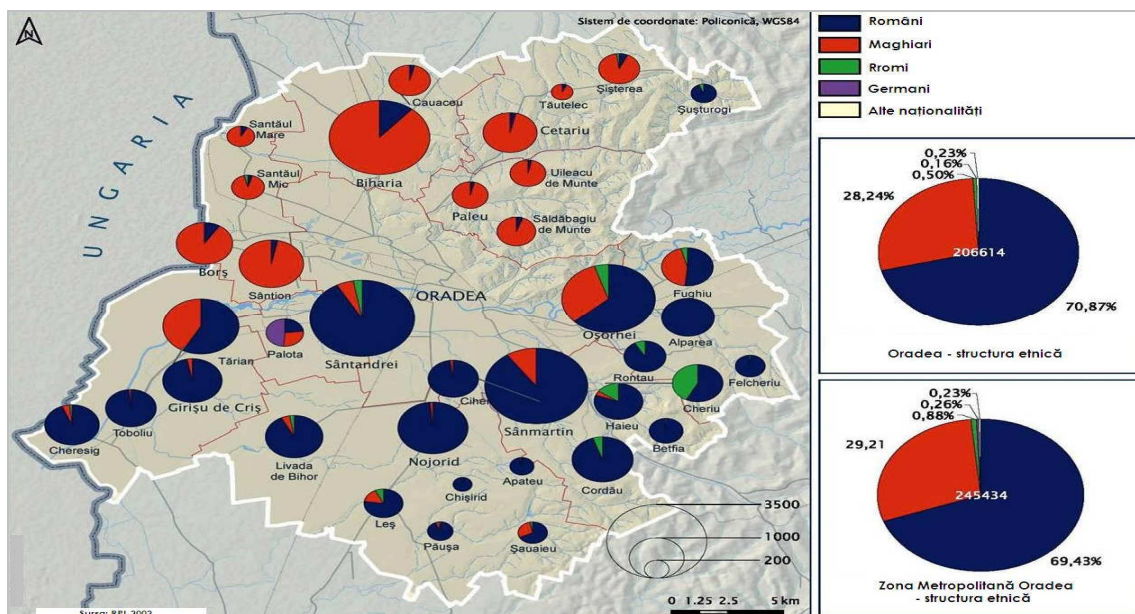 N
Sistem de coordonate: Policonică, WGS84
UNGARIA
Cauaceu
Tăutelec
Șișterea
Șușturogi
Santăul
Mare
Cetariu
Biharia
Santăul
Mic
Uileacu
de Munte
Paleu
Săldăbagiu
de Munte
Borș
Sântion
ORADEA
Fughiu
Oșorhei
Alparea
Tărian
Palota
Sântandrei
Rontau
Felcheriu
Girișu de Criș
Toboliu
Cheresig
Sânmartin
Haieu
Cheriu
Betfia
Livada
de Bihor
Nojorid
Cordău
Apateu
Chișirid
Leș
Păușa
Șauaieu
3500
1000
200
0 1.25 2.5 5 km
Sursa: RPL 2002
Români
Maghiari
Rromi
Germani
Alte naționalități
0,23%
0,16%
0,50%
28,24%
206614
70,87%
Oradea - structura etnică
0,23%
0,26%
0,88%
29,21
245434
69,43%
Zona Metropolitană Oradea
- structura etnică